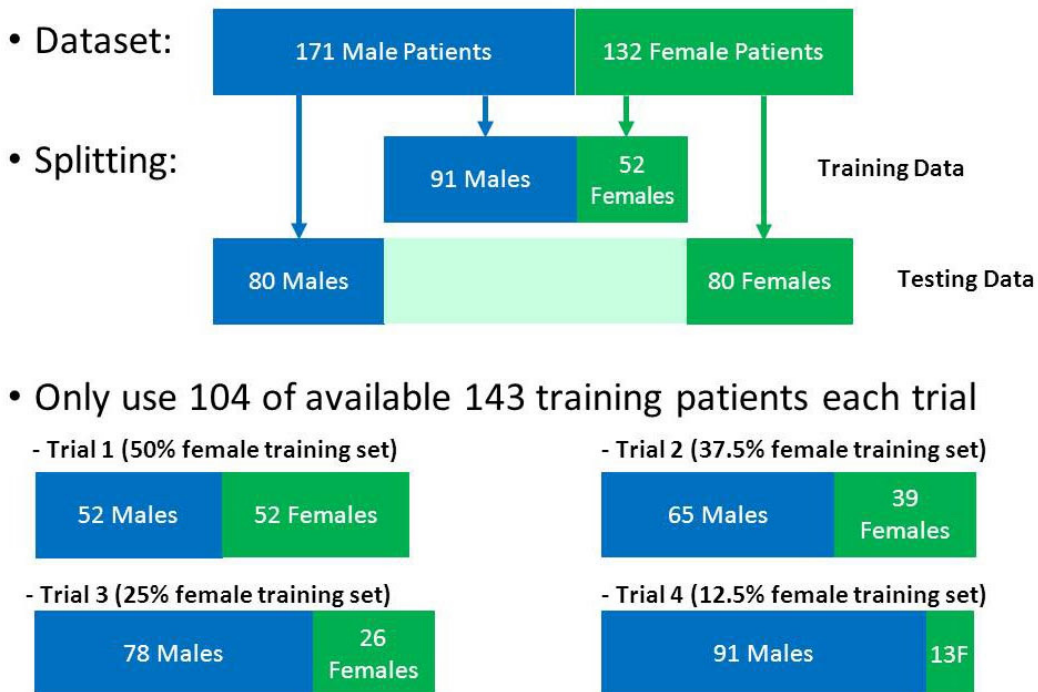 • Dataset:
171 Male Patients
132 Female Patients
• Splitting:
91 Males
52
Females
Training Data
80 Males
80 Females
Testing Data
• Only use 104 of available 143 training patients each trial
- Trial 1 (50% female training set)
52 Males
52 Females
- Trial 2 (37.5% female training set)
65 Males
39
Females
- Trial 3 (25% female training set)
78 Males
26
Females
- Trial 4 (12.5% female training set)
91 Males
13F